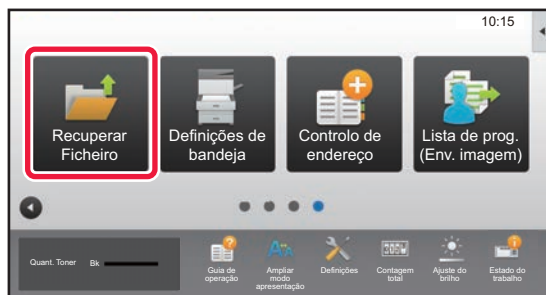 10:15
Recuperar
Ficheiro
Definições de
bandeja
Controlo de
endereço
Lista de prog.
(Env. imagem)
Quant. Toner Bk
Guia de
operação
Ampliar
modo
apresentação
Definições
Contagem
total
Ajuste do
brilho
Estado do
trabalho